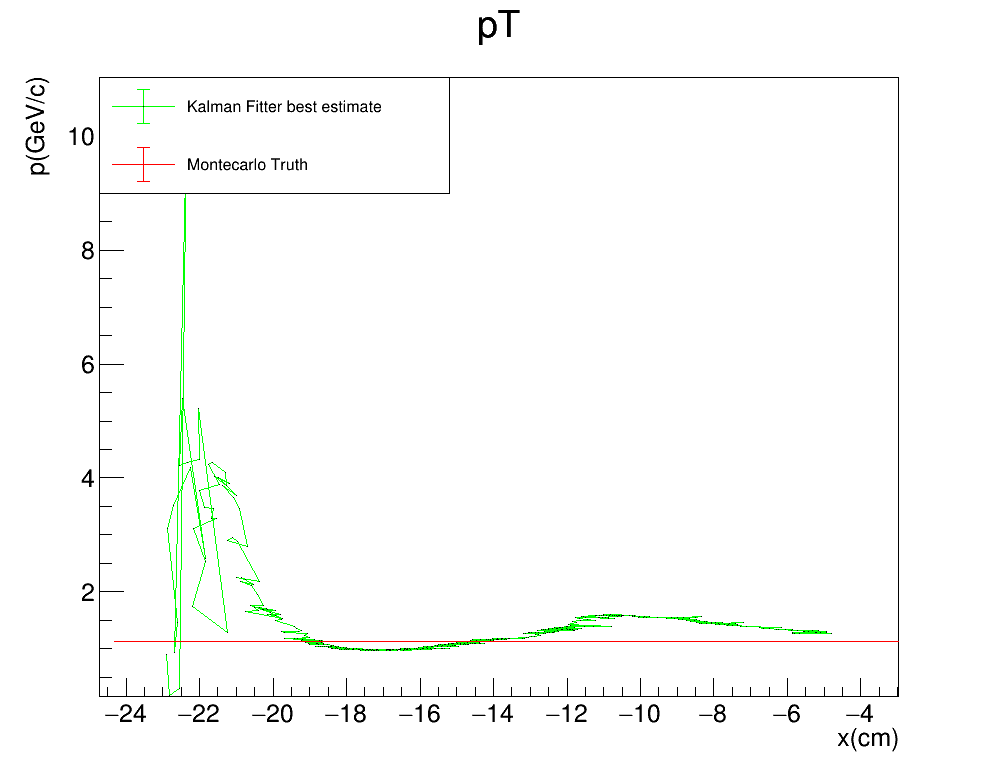 pT
p(GeV/c)
Kalman Fitter best estimate
Montecarlo Truth
10
8
6
4
2
−24 −22 −20 −18 −16 −14 −12 −10 −8 −6 −4
x(cm)